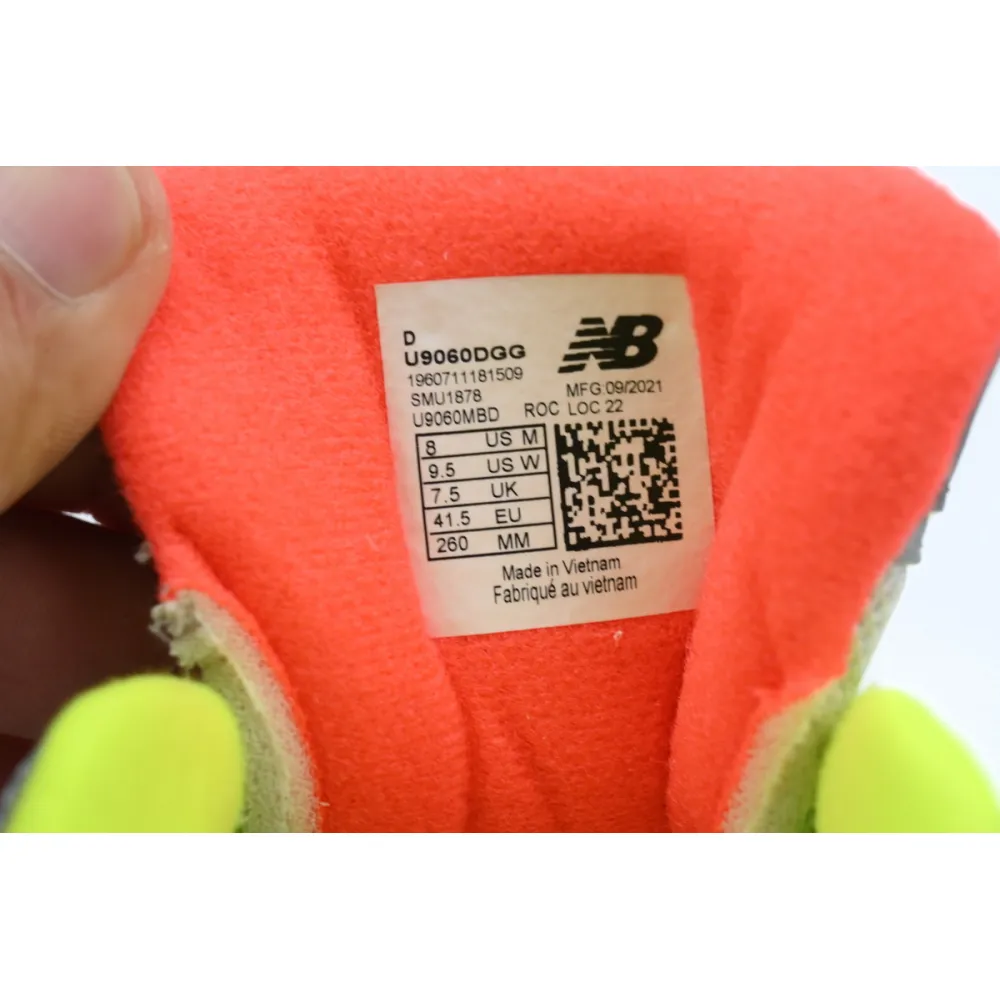 D
U9060DGG
1960711181509
SMU1878
U9060MBD
NB
MFG:09/2021
ROC LOC 22
8 US M
9.5 US W
7.5 UK
41.5 EU
260 MM
Made in Vietnam
Fabriqué au vietnam